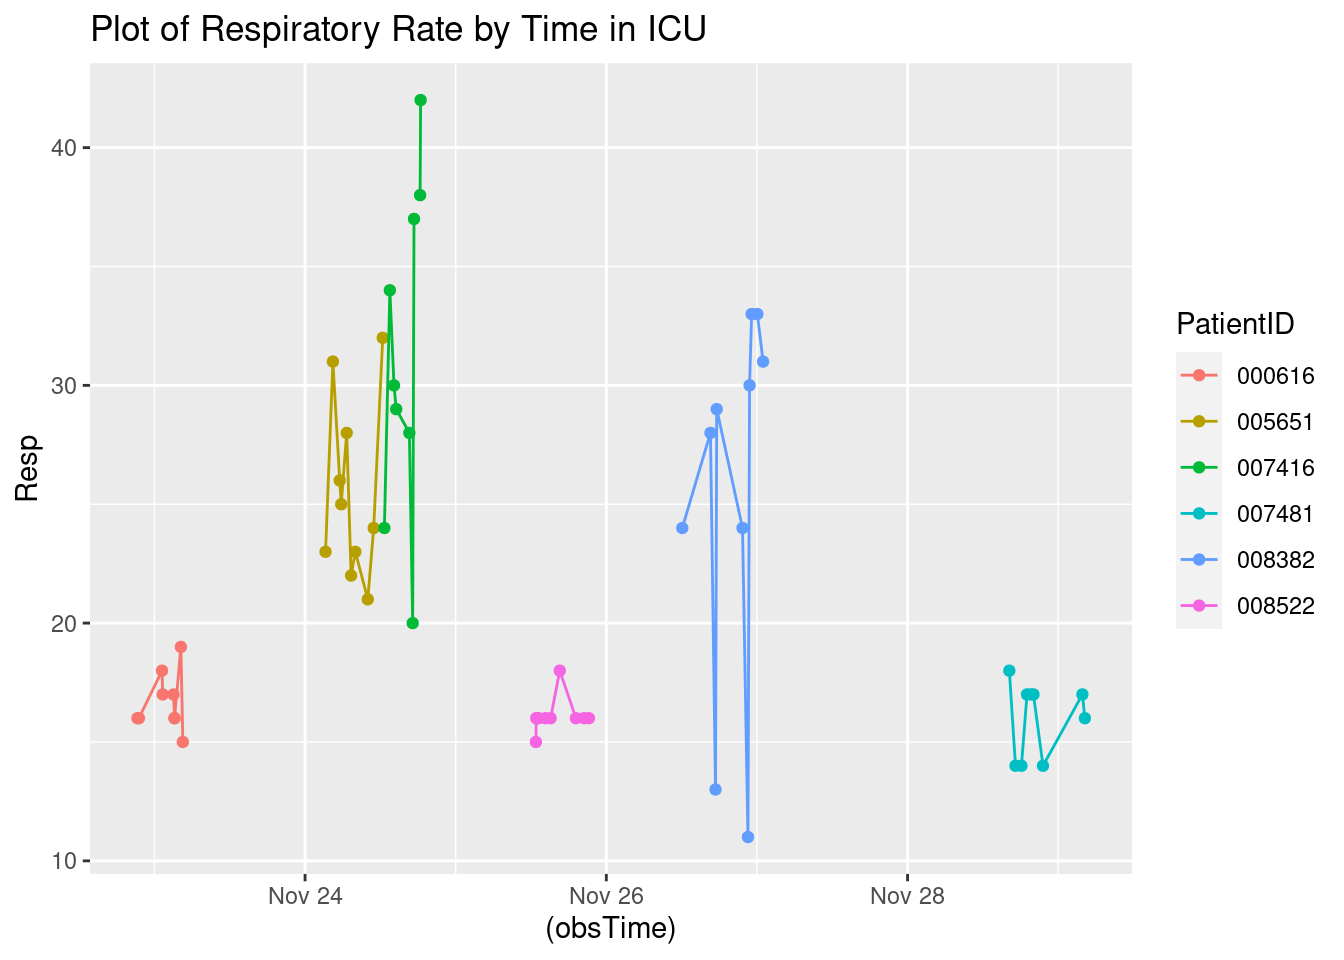 Plot of Respiratory Rate by Time in ICU
40
30
20
10
Resp
Nov 24
Nov 26
Nov 28
(obsTime)
PatientID
000616
005651
007416
007481
008382
008522